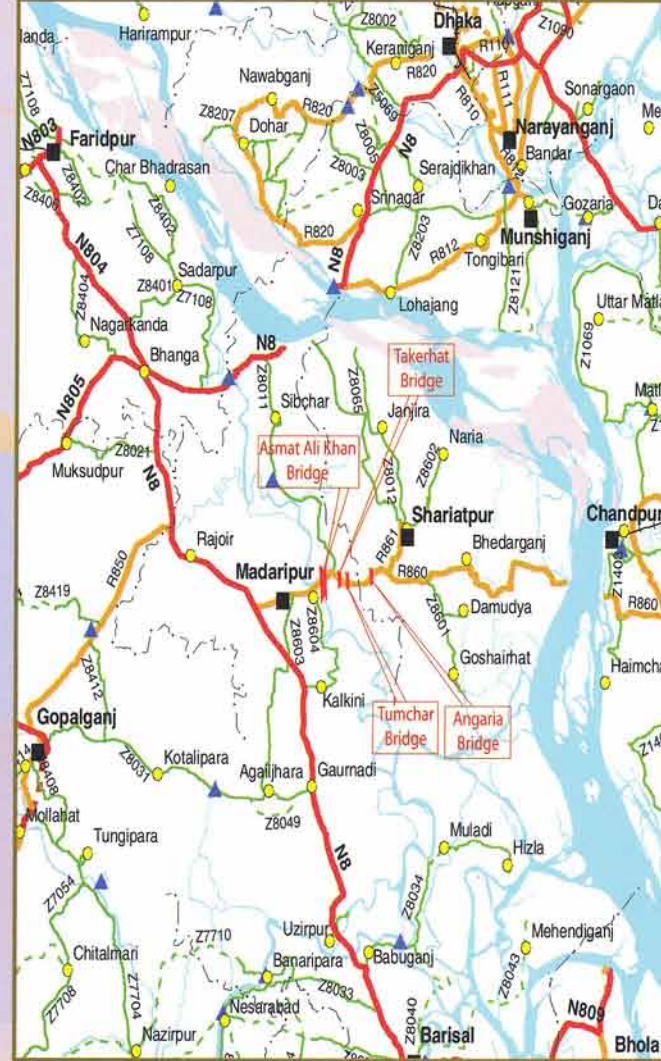 Dhaka
Z8002
Z1090
Harirampur
Keraniganj
R820
R110
Nawabganj
Z5069
Sonargaon
Z7108
Z8207
R820
R810
R111
N803
Dohar
Z8005
N8
Narayanganj
Faridpur
Z8003
Serajdikhan
R812
Bandar
Z8402
Char Bhadrasan
Srinagar
Gozaria
Z8406
Z8402
Z8203
Munshiganj
R820
N8
R812
Tongibari
N804
Z7108
Z8121
Sadarpur
Z8401
Z7108
Lohajang
Z8404
Z1069
Nagarkanda
N8
Takerhat
Bridge
Bhanga
Z8011
Z8065
N805
Sibchar
Janjira
Asmat Ali Khan
Bridge
Naria
Z8602
Z8021
Z8012
Muksudpur
N8
Shariatpur
Chandpur
R850
Rajoir
R861
Bhedarganj
Z1403
Madaripur
R860
R860
Z8419
Z8604
Damudya
Z8603
Z8601
Z8412
Goshairhat
Kalkini
Tumchar
Bridge
Angaria
Bridge
Gopalganj
Kotalipara
Agailjhara
Gaurnadi
Z8031
Z8049
Mollahat
Tungipara
N8
Muladi
Hizla
Z7054
Z8034
Uzirpur
Mehendiganj
Z7710
Chitalmari
Banaripara
Babuganj
Z8043
Z7708
Z7704
Z8033
Nesarabad
Z8040
N809
Nazirpur
Barisal
Bhola